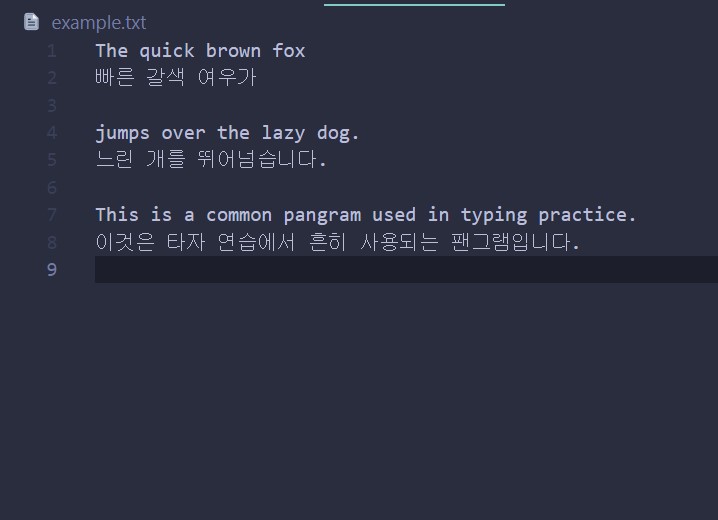 example.txt
1 The quick brown fox
2 빠른 갈색 여우가
3
4 jumps over the lazy dog.
5 느린 개를 뛰어넘습니다.
6
7 This is a common pangram used in typing practice.
8 이것은 타자 연습에서 흔히 사용되는 팬그램입니다.
9